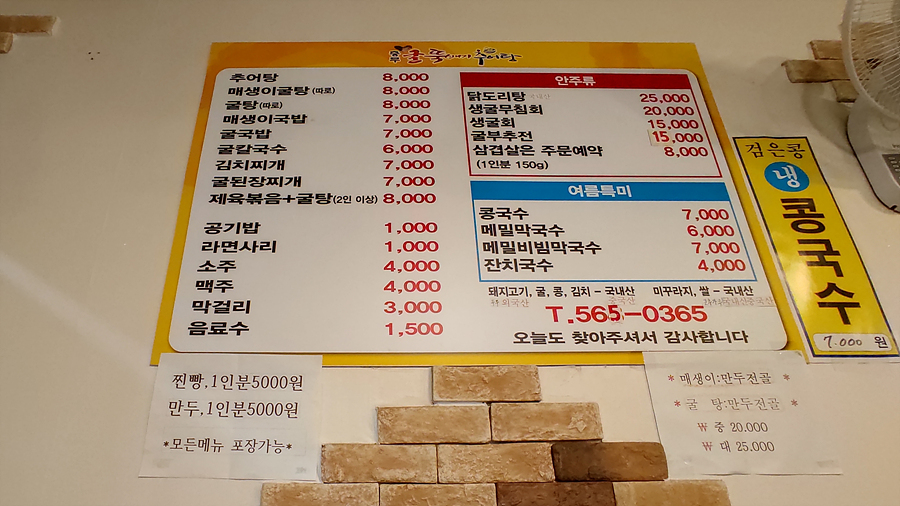 굴 뚝배기 추어탕
추어탕 8,000
매생이굴탕(따로) 8,000
굴탕(따로) 8,000
매생이국밥 7,000
굴국밥 7,000
굴칼국수 6,000
김치찌개 7,000
굴된장찌개 7,000
제육볶음+굴탕(2인 이상) 8,000
공기밥 1,000
라면사리 1,000
소주 4,000
맥주 4,000
막걸리 3,000
음료수 1,500
안주류
닭도리탕 국내산 25,000
생굴무침회 20,000
생굴회 15,000
굴부추전 15,000
삼겹살은 주문예약 8,000
(1인분 150g)
여름특미
콩국수 7,000
메밀막국수 6,000
메밀비빔막국수 7,000
잔치국수 4,000
돼지고기, 굴, 콩, 김치 - 국내산 미꾸라지, 쌀 - 국내산
T.565-0365
오늘도 찾아주셔서 감사합니다
검은콩
냉
콩국수
7.000 원
찐빵,1인분5000원
만두,1인분5000원
*모든메뉴 포장가능*
* 매생이:만두전골 *
* 굴 탕:만두전골 *
₩ 중 20.000
₩ 대 25.000